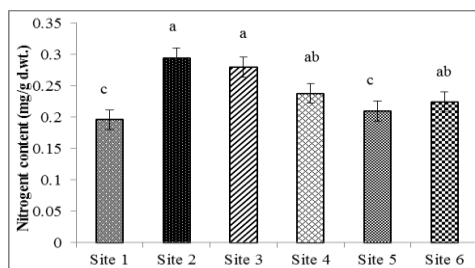 Nitrogent content (mg/g d.wt.)
0.35
0.3
0.25
0.2
0.15
0.1
0.05
0
c
a
a
ab
c
ab
Site 1 Site 2 Site 3 Site 4 Site 5 Site 6